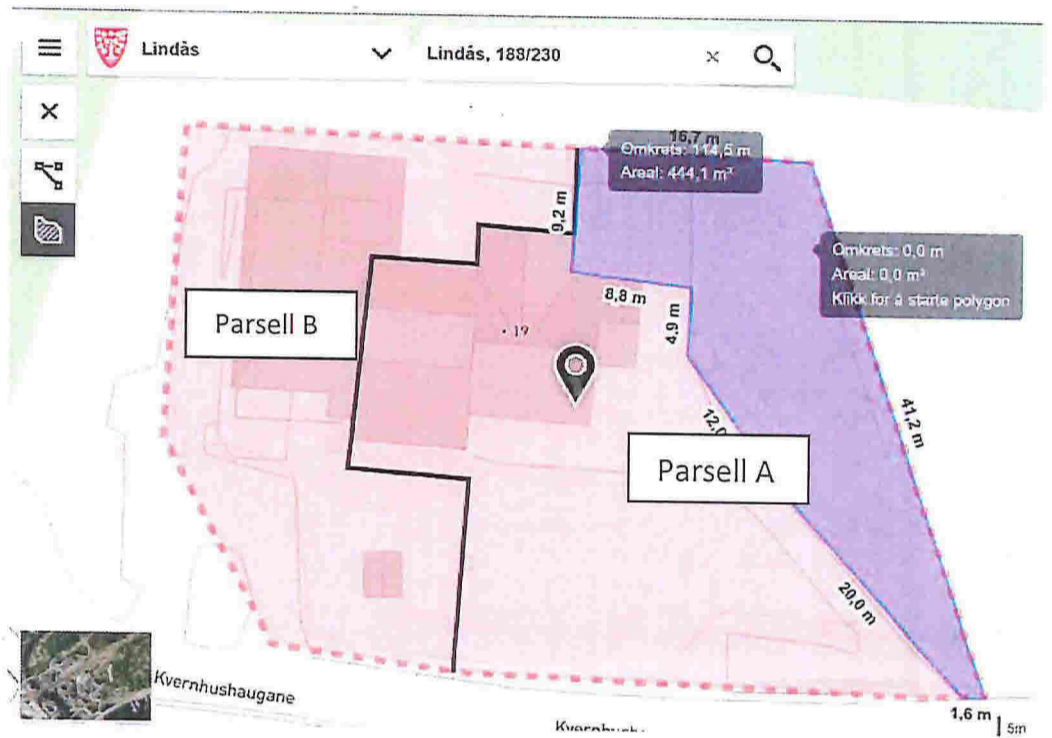 Lindås
Lindås, 188/230
16,7 m
Omkrets: 114,5 m
Areal: 444,1 m²
9,2 m
Omkrets: 0,0 m
Areal: 0,0 m²
Klikk for å starte polygon
8,8 m
4,9 m
Parsell B
19
12,0
41,2 m
Parsell A
20,0 m
Kvernhushaugane
1,6 m
5m